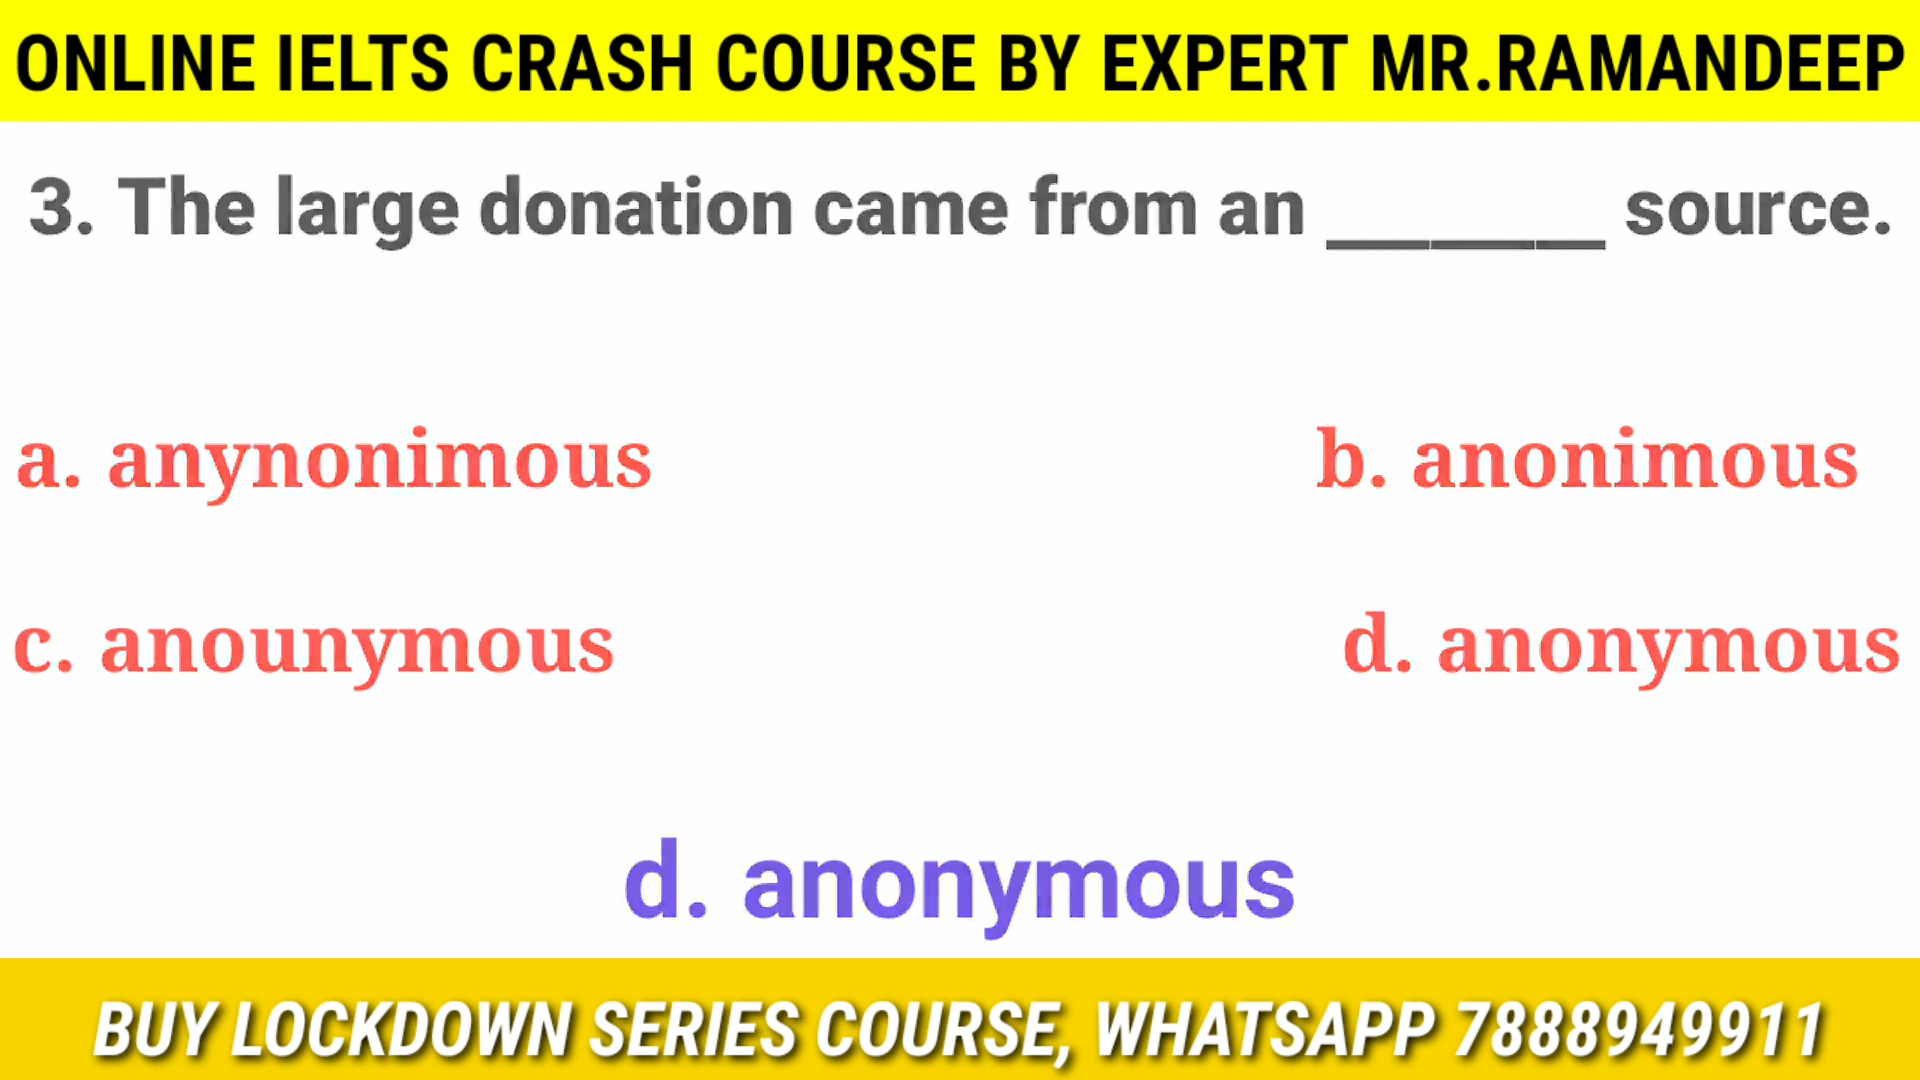 ONLINE IELTS CRASH COURSE BY EXPERT MR.RAMANDEEP
3. The large donation came from an ________ source.
a. anynonimous
b. anonimous
c. anounymous
d. anonymous
d. anonymous
BUY LOCKDOWN SERIES COURSE, WHATSAPP 7888949911